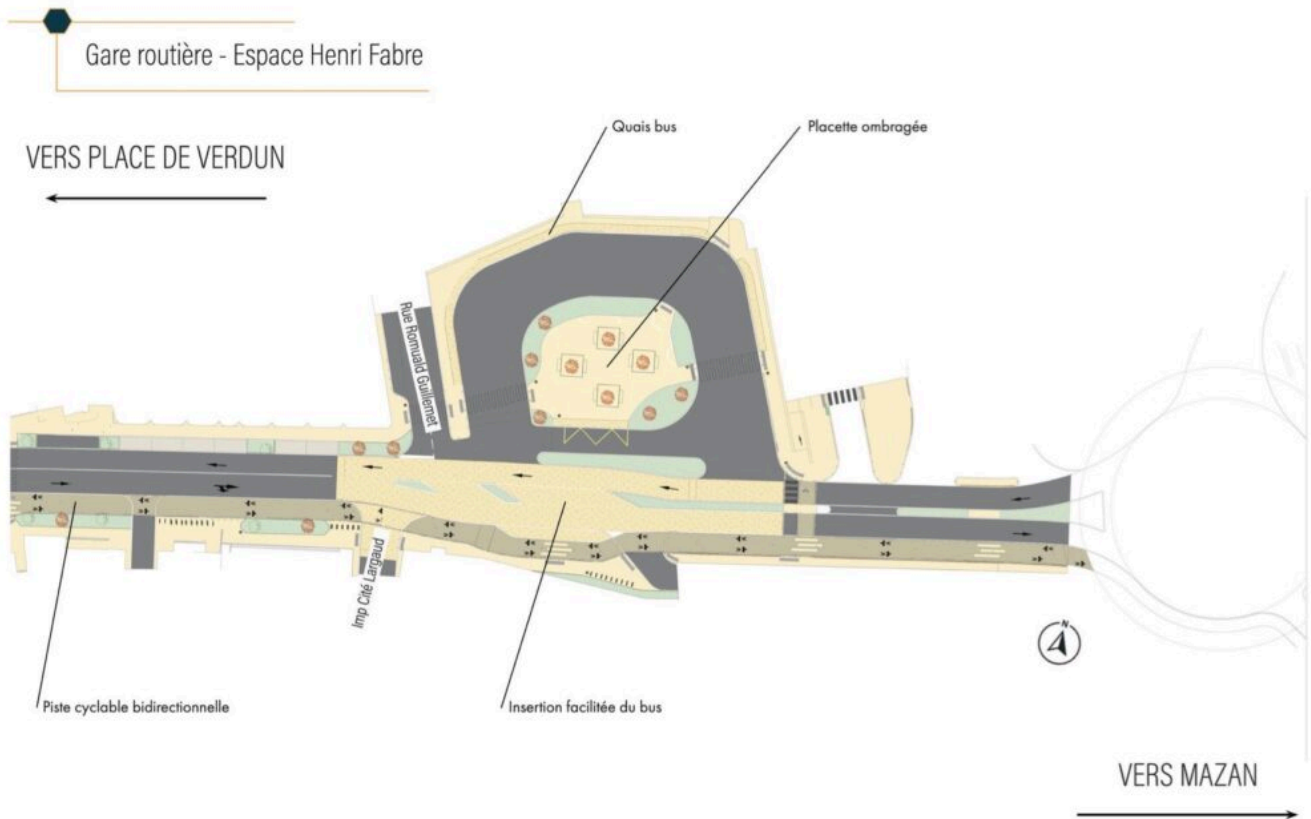 Gare routière - Espace Henri Fabre
VERS PLACE DE VERDUN
Quais bus
Placette ombragée
Rue Romuald Guillemet
Imp Cité Largaud
N
Piste cyclable bidirectionnelle
Insertion facilitée du bus
VERS MAZAN